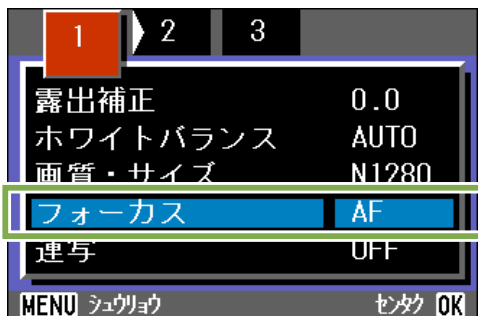 1 2 3
露出補正 0.0
ホワイトバランス AUTO
画質・サイズ N1280
フォーカス AF
連写 OFF
MENU シュウリョウ センタク OK